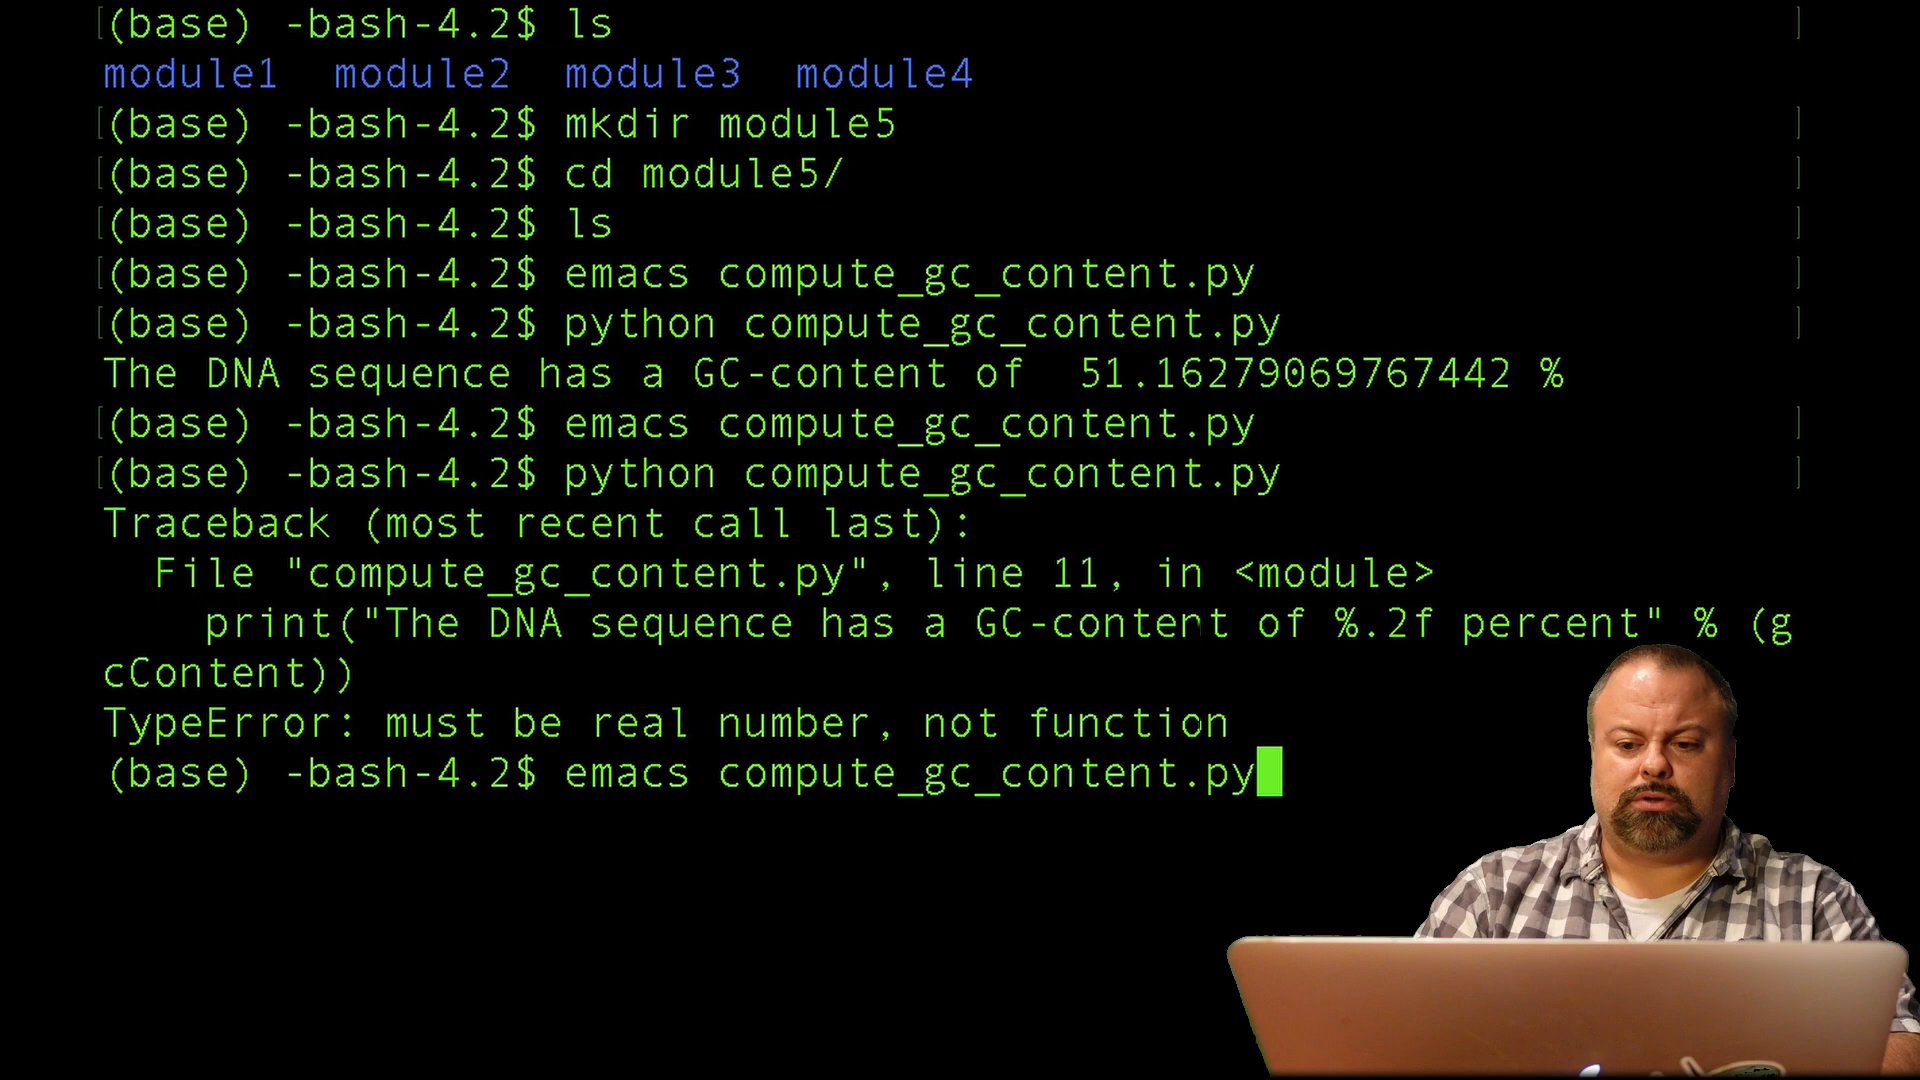 [(base) -bash-4.2$ ls ]
module1 module2 module3 module4
[(base) -bash-4.2$ mkdir module5 ]
[(base) -bash-4.2$ cd module5/ ]
[(base) -bash-4.2$ ls ]
[(base) -bash-4.2$ emacs compute_gc_content.py ]
[(base) -bash-4.2$ python compute_gc_content.py ]
The DNA sequence has a GC-content of  51.16279069767442 %
[(base) -bash-4.2$ emacs compute_gc_content.py ]
[(base) -bash-4.2$ python compute_gc_content.py ]
Traceback (most recent call last):
  File "compute_gc_content.py", line 11, in <module>
    print("The DNA sequence has a GC-content of %.2f percent" % (g
cContent))
TypeError: must be real number, not function
(base) -bash-4.2$ emacs compute_gc_content.py